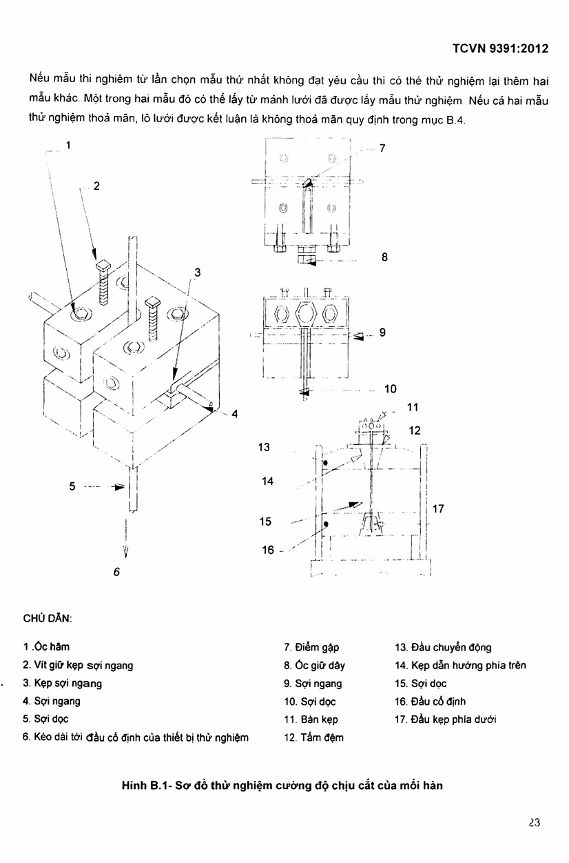 TCVN 9391:2012
Nếu mẫu thí nghiệm từ lần chọn mẫu thứ nhất không đạt yêu cầu thì có thể thử nghiệm lại thêm hai
mẫu khác. Một trong hai mẫu đó có thể lấy từ mảnh lưới đã được lấy mẫu thử nghiệm. Nếu cả hai mẫu
thử nghiệm thoả mãn, lô lưới được kết luận là không thoả mãn quy định trong mục B.4.
1
7
2
8
3
9
10
4
11
12
13
14
5
15
17
16
6
CHÚ DẪN:
1 .Óc hãm
2. Vít giữ kẹp sợi ngang
3. Kẹp sợi ngang
4. Sợi ngang
5. Sợi dọc
6. Kéo dài tới đầu cố định của thiết bị thử nghiệm
7. Điểm gập
8. Óc giữ dây
9. Sợi ngang
10. Sợi dọc
11. Bàn kẹp
12. Tấm đệm
13. Đầu chuyển động
14. Kẹp dẫn hướng phía trên
15. Sợi dọc
16. Đầu cố định
17. Đầu kẹp phía dưới
Hình B.1- Sơ đồ thử nghiệm cường độ chịu cắt của mối hàn
23